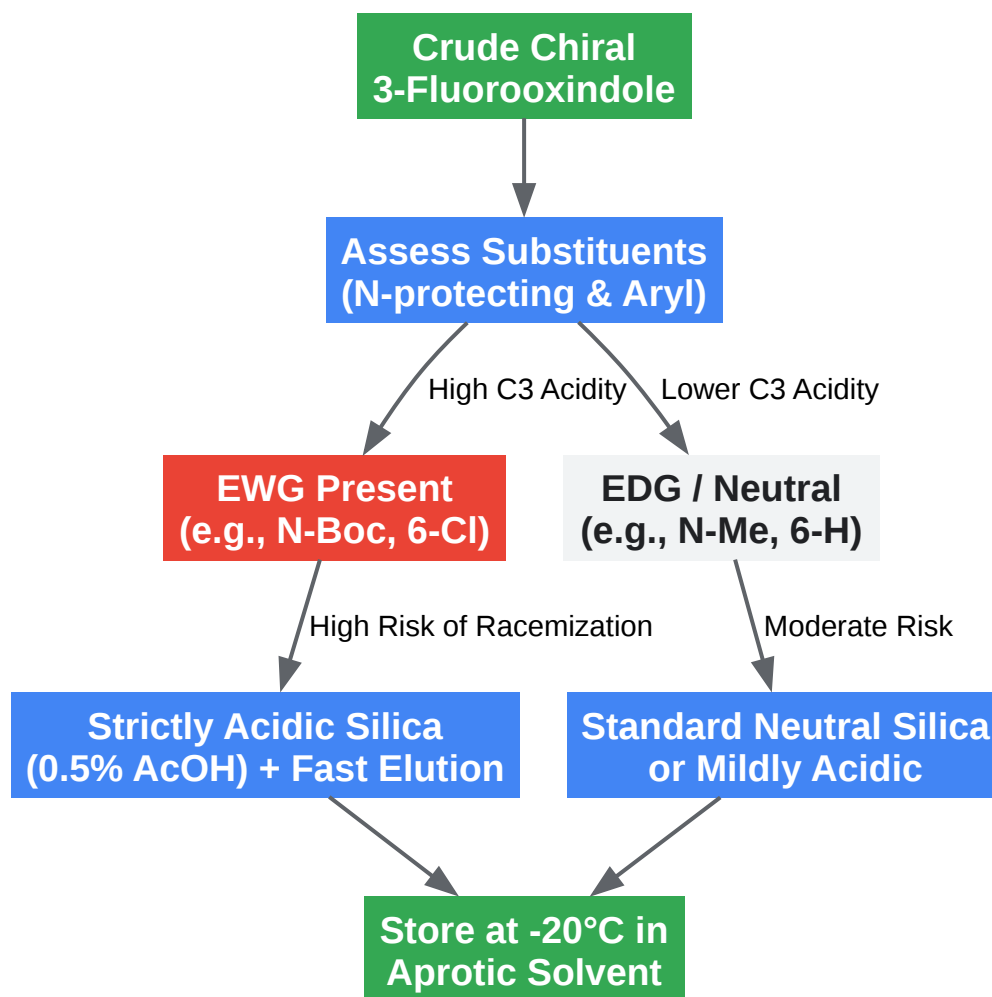 Crude Chiral
3-Fluorooxindole
Assess Substituents
(N-protecting & Aryl)
High C3 Acidity
Lower C3 Acidity
EWG Present
(e.g., N-Boc, 6-Cl)
EDG / Neutral
(e.g., N-Me, 6-H)
High Risk of Racemization
Moderate Risk
Strictly Acidic Silica
(0.5% AcOH) + Fast Elution
Standard Neutral Silica
or Mildly Acidic
Store at -20°C in
Aprotic Solvent